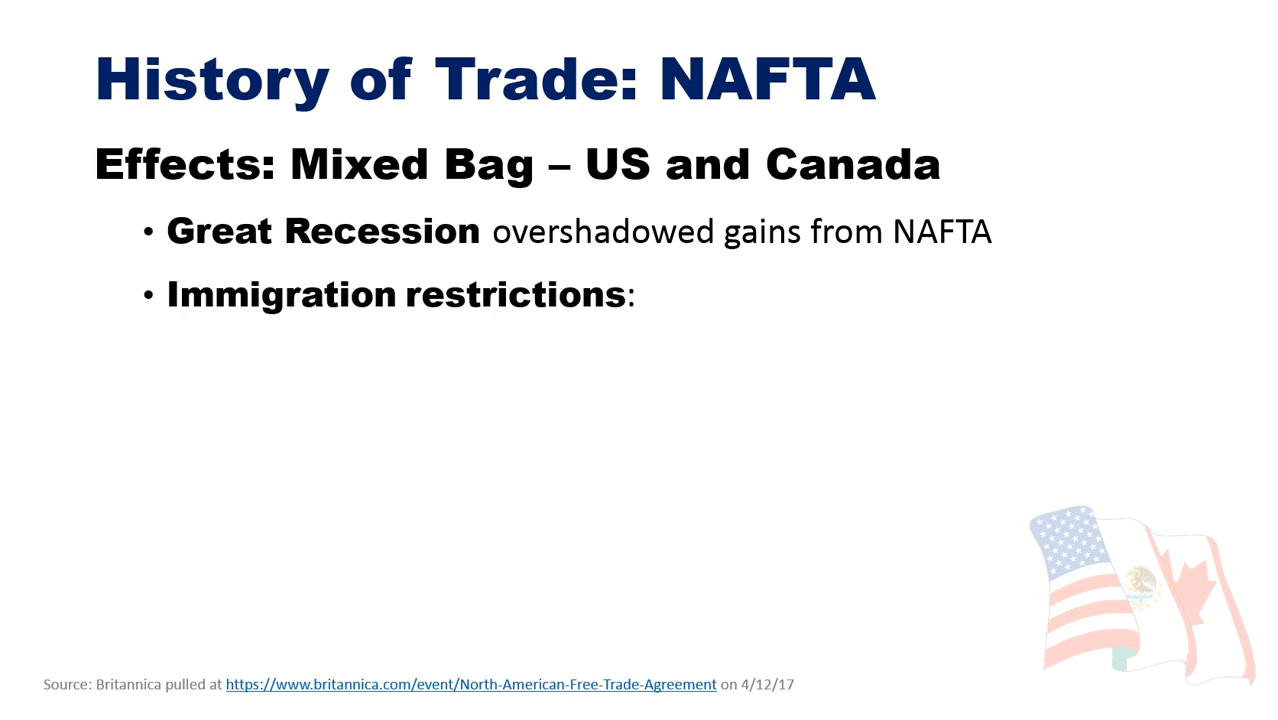 History of Trade: NAFTA
Effects: Mixed Bag – US and Canada
• Great Recession overshadowed gains from NAFTA
• Immigration restrictions:
Source: Britannica pulled at https://www.britannica.com/event/North-American-Free-Trade-Agreement on 4/12/17